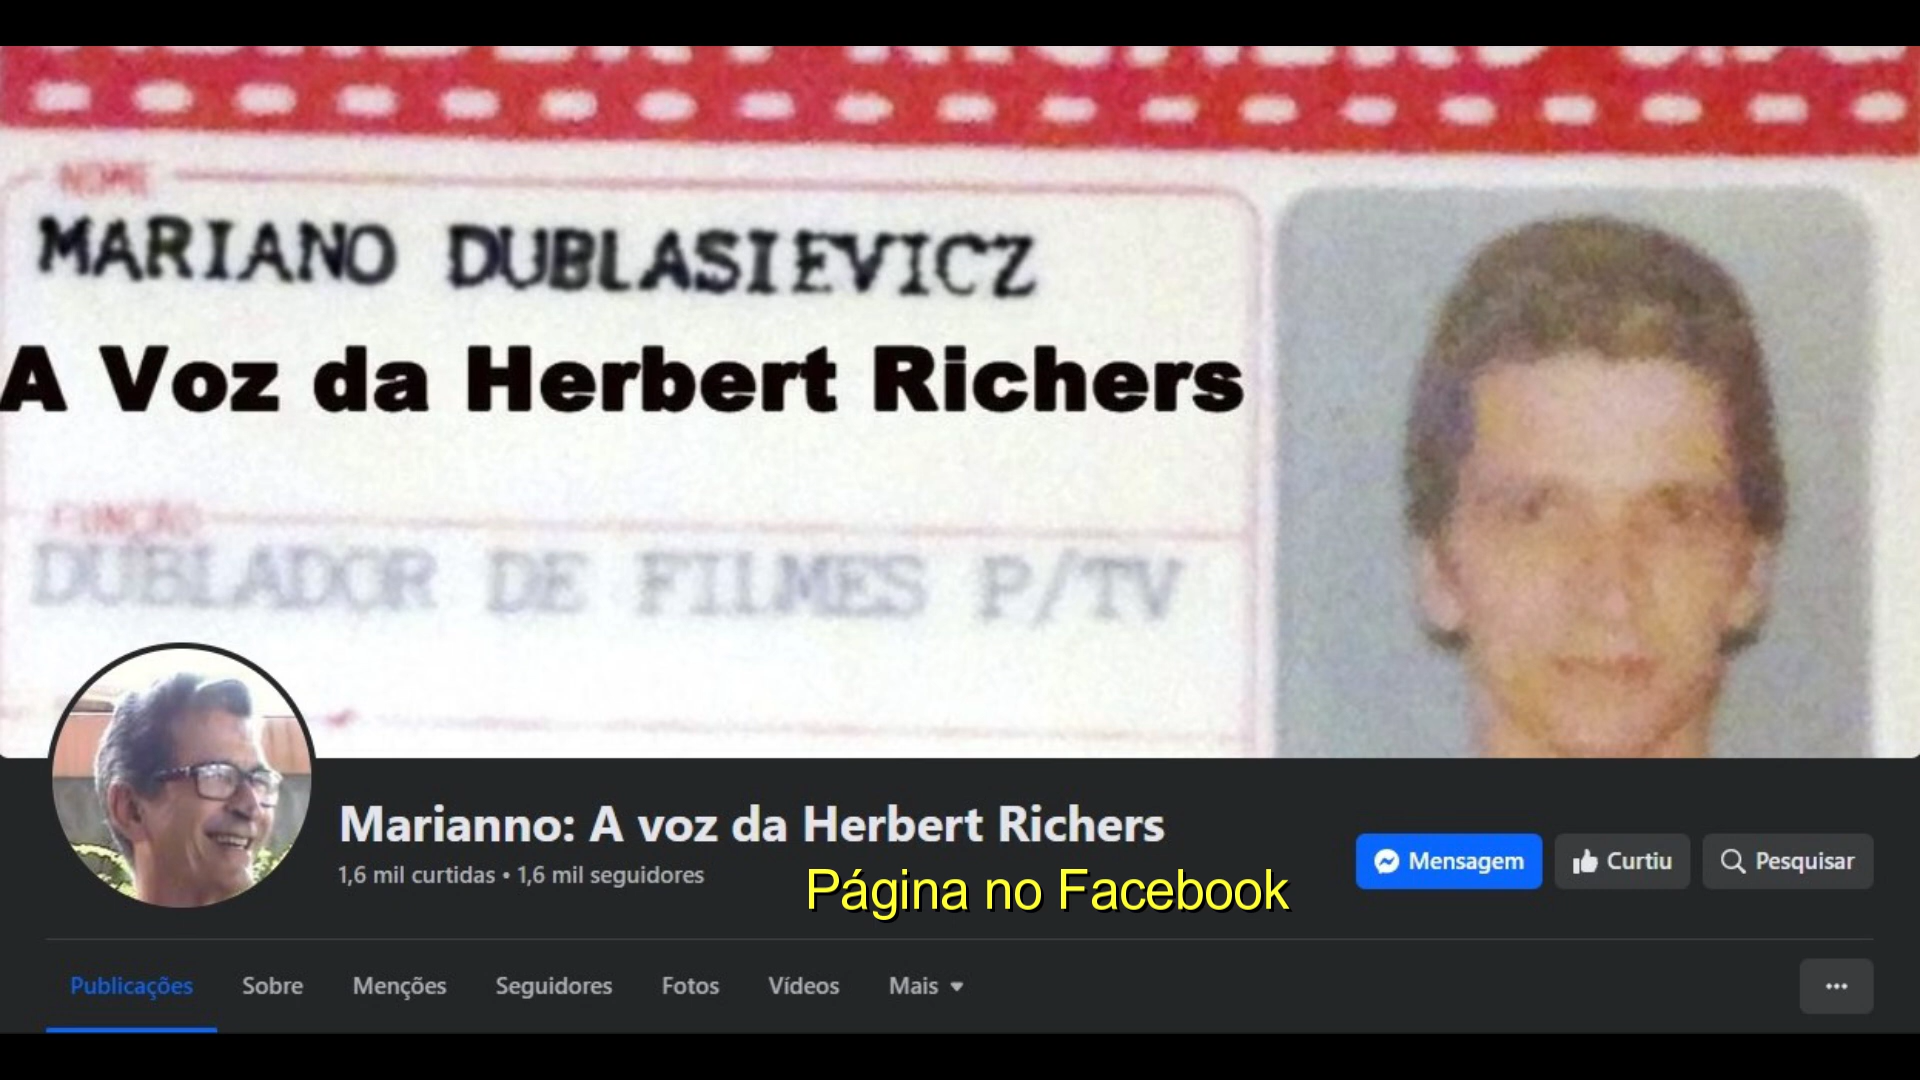 NOME
MARIANO DUBLASIEVICZ
A Voz da Herbert Richers
FUNÇÃO
DUBLADOR DE FILMES P/TV
Marianno: A voz da Herbert Richers
1,6 mil curtidas • 1,6 mil seguidores
Página no Facebook
Mensagem
Curtiu
Pesquisar
Publicações
Sobre
Menções
Seguidores
Fotos
Vídeos
Mais